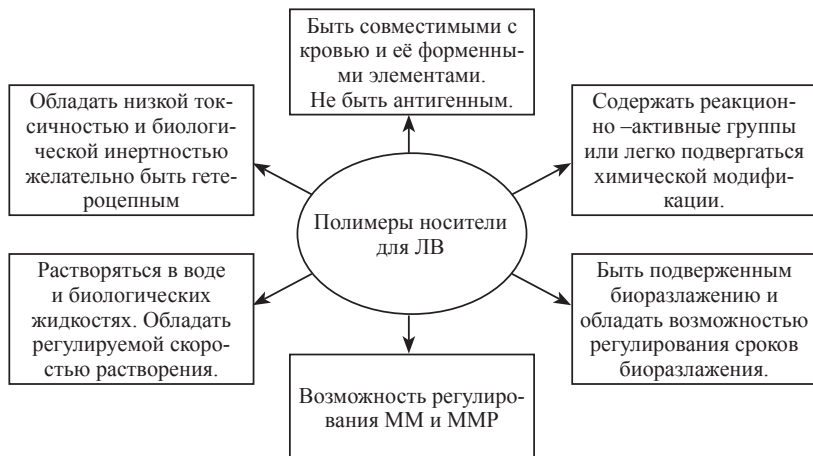 Быть совместимыми с
кровью и её форменны-
ми элементами.
Не быть антигенным.
Обладать низкой ток-
сичностью и биологи-
ческой инертностью
желательно быть гете-
роцепным
Содержать реакцион-
но –активные группы
или легко подвергаться
химической модифи-
кации.
Полимеры носители
для ЛВ
Растворяться в воде
и биологических
жидкостях. Обладать
регулируемой скоро-
стью растворения.
Быть подверженным
биоразлажению и
обладать возможностью
регулирования сроков
биоразлажения.
Возможность регулиро-
вания ММ и ММР